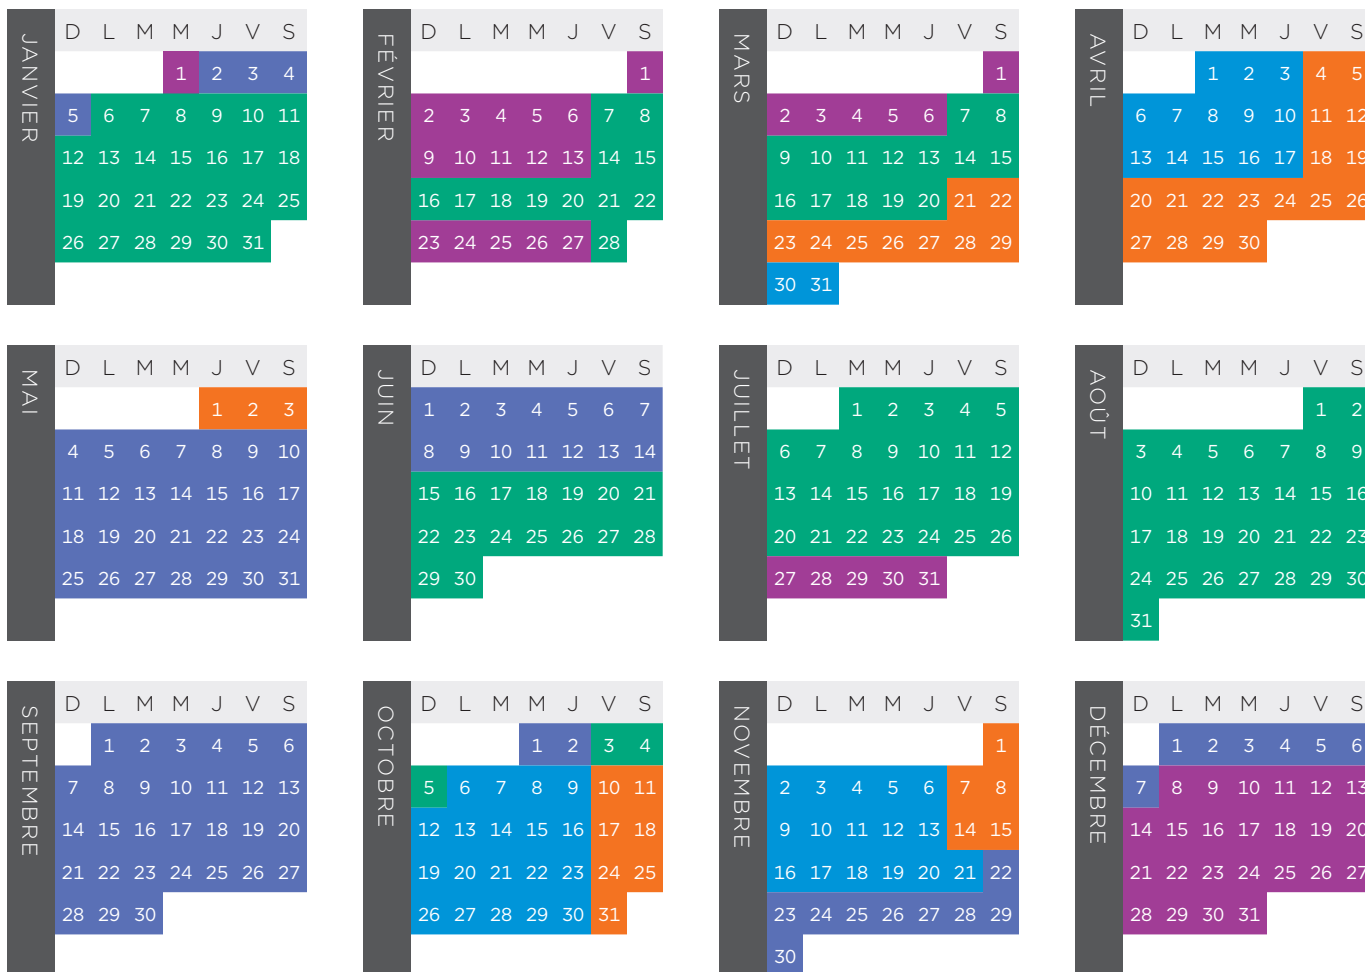 JANVIER
D L M M J V S
1 2 3 4
5 6 7 8 9 10 11
12 13 14 15 16 17 18
19 20 21 22 23 24 25
26 27 28 29 30 31
FÉVRIER
D L M M J V S
1
2 3 4 5 6 7 8
9 10 11 12 13 14 15
16 17 18 19 20 21 22
23 24 25 26 27 28
MARS
D L M M J V S
1
2 3 4 5 6 7 8
9 10 11 12 13 14 15
16 17 18 19 20 21 22
23 24 25 26 27 28 29
30 31
AVRIL
D L M M J V S
1 2 3 4 5
6 7 8 9 10 11 12
13 14 15 16 17 18 19
20 21 22 23 24 25 26
27 28 29 30
MAI
D L M M J V S
1 2 3
4 5 6 7 8 9 10
11 12 13 14 15 16 17
18 19 20 21 22 23 24
25 26 27 28 29 30 31
JUIN
D L M M J V S
1 2 3 4 5 6 7
8 9 10 11 12 13 14
15 16 17 18 19 20 21
22 23 24 25 26 27 28
29 30
JUILLET
D L M M J V S
1 2 3 4 5
6 7 8 9 10 11 12
13 14 15 16 17 18 19
20 21 22 23 24 25 26
27 28 29 30 31
AOÛT
D L M M J V S
1 2
3 4 5 6 7 8 9
10 11 12 13 14 15 16
17 18 19 20 21 22 23
24 25 26 27 28 29 30
31
SEPTEMBRE
D L M M J V S
1 2 3 4 5 6
7 8 9 10 11 12 13
14 15 16 17 18 19 20
21 22 23 24 25 26 27
28 29 30
OCTOBRE
D L M M J V S
1 2 3 4
5 6 7 8 9 10 11
12 13 14 15 16 17 18
19 20 21 22 23 24 25
26 27 28 29 30 31
NOVEMBRE
D L M M J V S
1
2 3 4 5 6 7 8
9 10 11 12 13 14 15
16 17 18 19 20 21 22
23 24 25 26 27 28 29
30
DÉCEMBRE
D L M M J V S
1 2 3 4 5 6
7 8 9 10 11 12 13
14 15 16 17 18 19 20
21 22 23 24 25 26 27
28 29 30 31